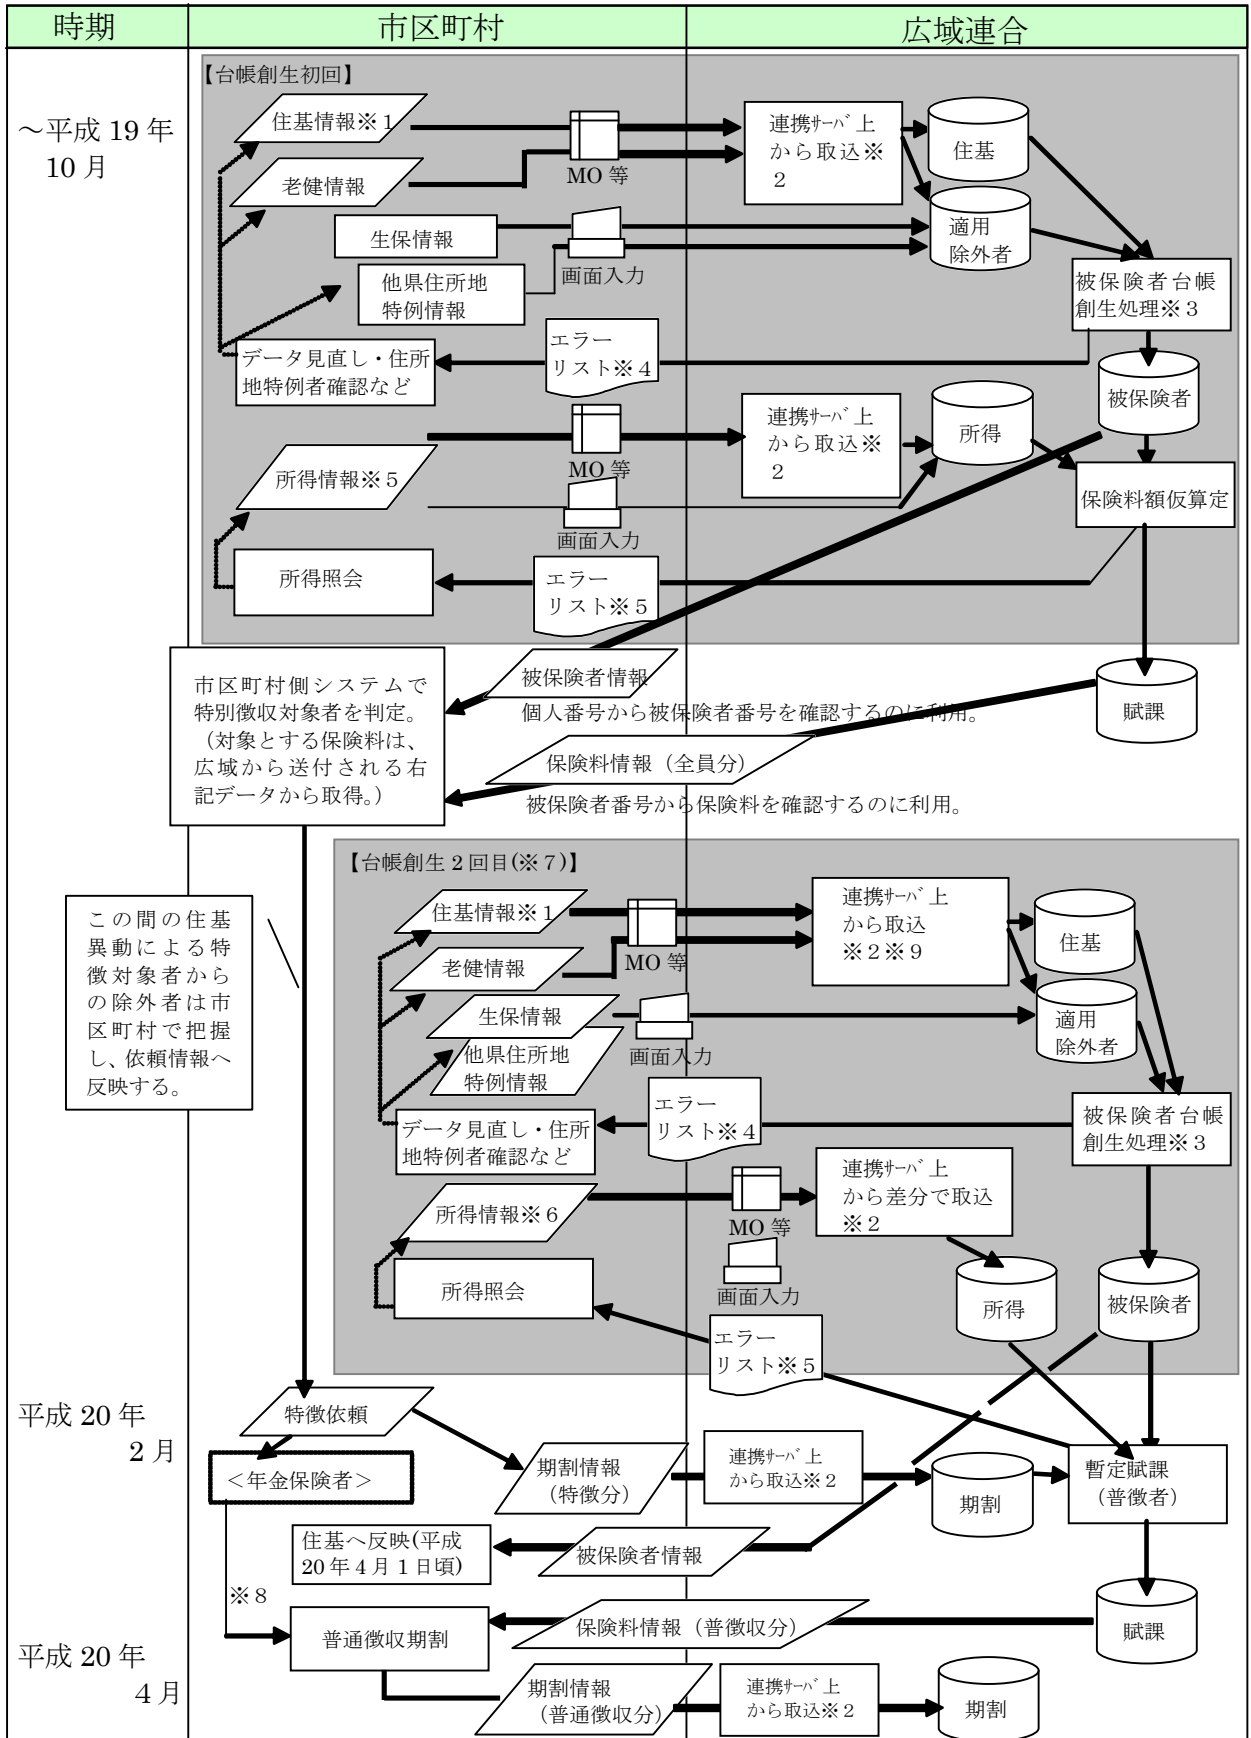 時期
市区町村
広域連合
～平成 19 年
10 月
【台帳創生初回】
住基情報※1
老健情報
MO 等
連携ｻｰﾊﾞ上
から取込※
2
住基
生保情報
画面入力
適用
除外者
他県住所地
特例情報
被保険者台帳
創生処理※３
エラー
リスト※４
データ見直し・住所
地特例者確認など
被保険者
所得情報※5
MO 等
連携ｻｰﾊﾞ上
から取込※
2
所得
画面入力
保険料額仮算定
所得照会
エラー
リスト※５
市区町村側システムで
特別徴収対象者を判定。
（対象とする保険料は、
広域から送付される右
記データから取得。）
被保険者情報
個人番号から被保険者番号を確認するのに利用。
賦課
保険料情報（全員分）
被保険者番号から保険料を確認するのに利用。
【台帳創生２回目(※７)】
この間の住基
異動による特
徴対象者から
の除外者は市
区町村で把握
し、依頼情報へ
反映する。
住基情報※1
老健情報
MO 等
連携ｻｰﾊﾞ上
から取込
※２※９
住基
生保情報
画面入力
適用
除外者
他県住所地
特例情報
エラー
リスト※４
データ見直し・住所
地特例者確認など
被保険者台帳
創生処理※３
所得情報※６
MO 等
連携ｻｰﾊﾞ上
から差分で取込
※２
画面入力
所得照会
所得
被保険者
エラー
リスト※５
平成 20 年
2 月
特徴依頼
＜年金保険者＞
期割情報
（特徴分）
連携ｻｰﾊﾞ上
から取込※２
期割
暫定賦課
（普徴者）
住基へ反映(平成
20 年 4 月 1 日頃)
被保険者情報
※８
普通徴収期割
保険料情報（普徴収分）
賦課
平成 20 年
4 月
期割情報
（普通徴収分）
連携ｻｰﾊﾞ上
から取込※２
期割